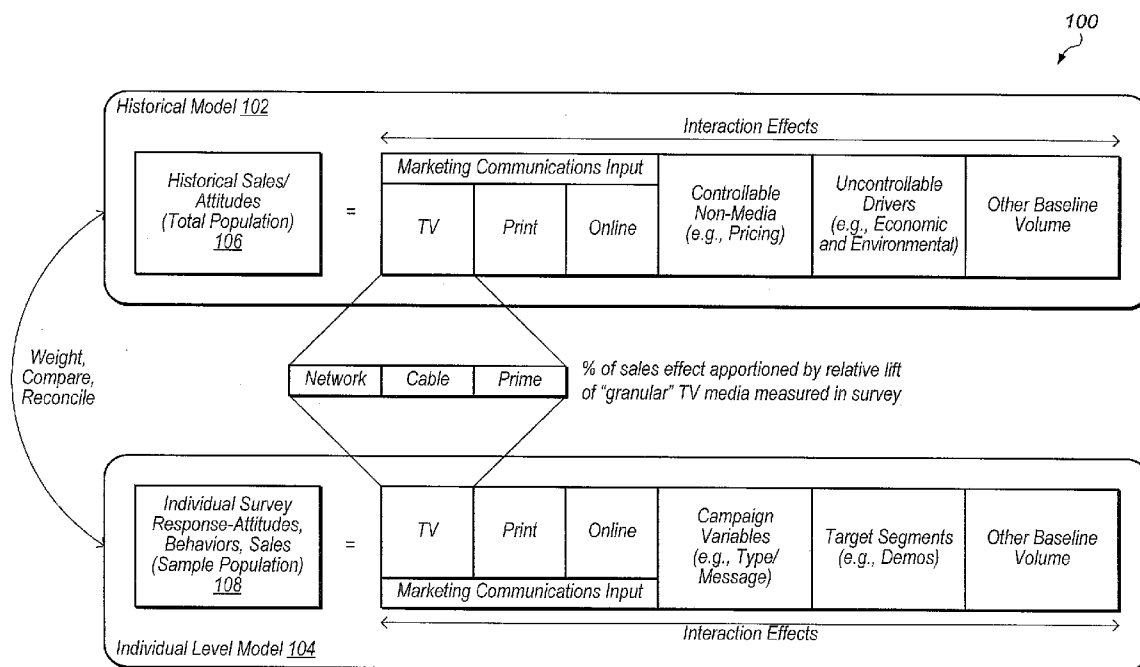 100
Historical Model 102
Interaction Effects
Historical Sales/
Attitudes
(Total Population)
106
=
Marketing Communications Input
TV
Print
Online
Controllable
Non-Media
(e.g., Pricing)
Uncontrollable
Drivers
(e.g., Economic
and Environmental)
Other Baseline
Volume
Weight,
Compare,
Reconcile
Network
Cable
Prime
% of sales effect apportioned by relative lift
of "granular" TV media measured in survey
Individual Survey
Response-Attitudes,
Behaviors, Sales
(Sample Population)
108
=
TV
Print
Online
Marketing Communications Input
Campaign
Variables
(e.g., Type/
Message)
Target Segments
(e.g., Demos)
Other Baseline
Volume
Interaction Effects
Individual Level Model 104